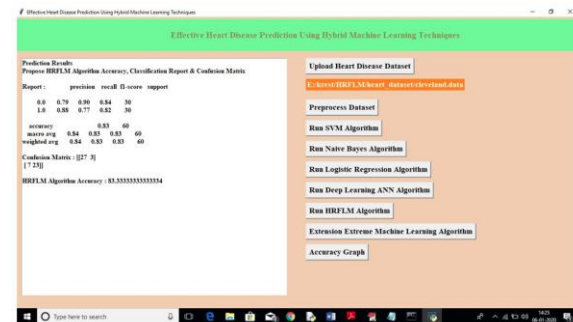 Effective Heart Disease Prediction Using Hybrid Machine Learning Techniques
Effective Heart Disease Prediction Using Hybrid Machine Learning Techniques
Prediction Results
Propose HRFLM Algorithm Accuracy, Classification Report & Confusion Matrix
Report : precision recall f1-score support
0.0 0.79 0.90 0.84 30
1.0 0.88 0.77 0.82 30
accuracy 0.83 60
macro avg 0.84 0.83 0.83 60
weighted avg 0.84 0.83 0.83 60
Confusion Matrix : [[27 3]
[ 7 23]]
HRFLM Algorithm Accuracy : 83.33333333333334
Upload Heart Disease Dataset
E:/krest/HRFLM/heart_dataset/cleveland.data
Preprocess Dataset
Run SVM Algorithm
Run Naive Bayes Algorithm
Run Logistic Regression Algorithm
Run Deep Learning ANN Algorithm
Run HRFLM Algorithm
Extension Extreme Machine Learning Algorithm
Accuracy Graph
Type here to search
14:25
06-01-2020